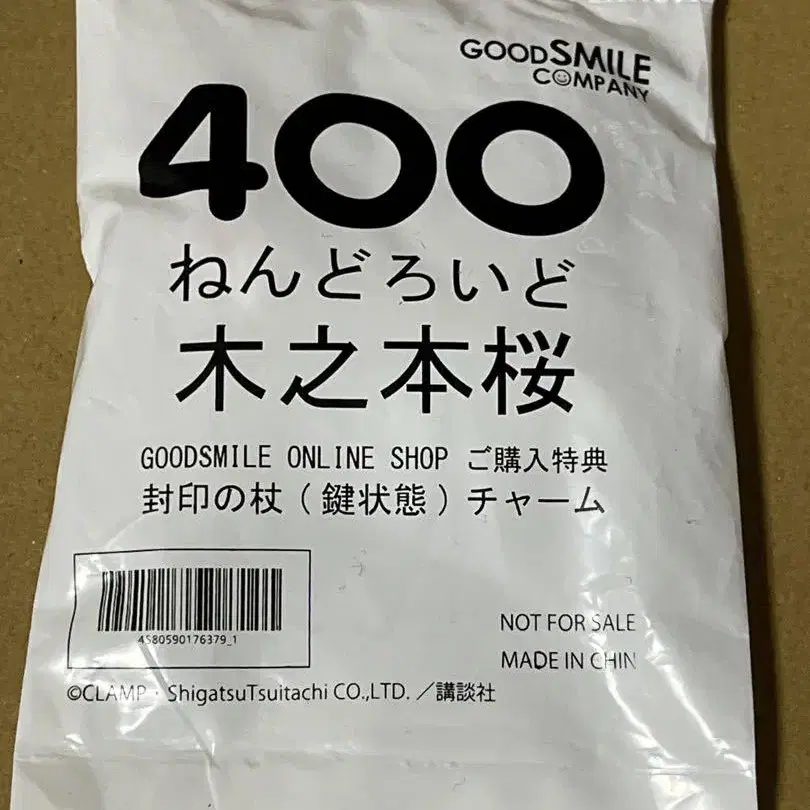 GOODSMILE
COMPANY
400
ねんどろいど
木之本桜
GOODSMILE ONLINE SHOP ご購入特典
封印の杖(鍵状態)チャーム
4580590176379_1
NOT FOR SALE
MADE IN CHIN
©CLAMP・ShigatsuTsuitachi CO.,LTD.／講談社